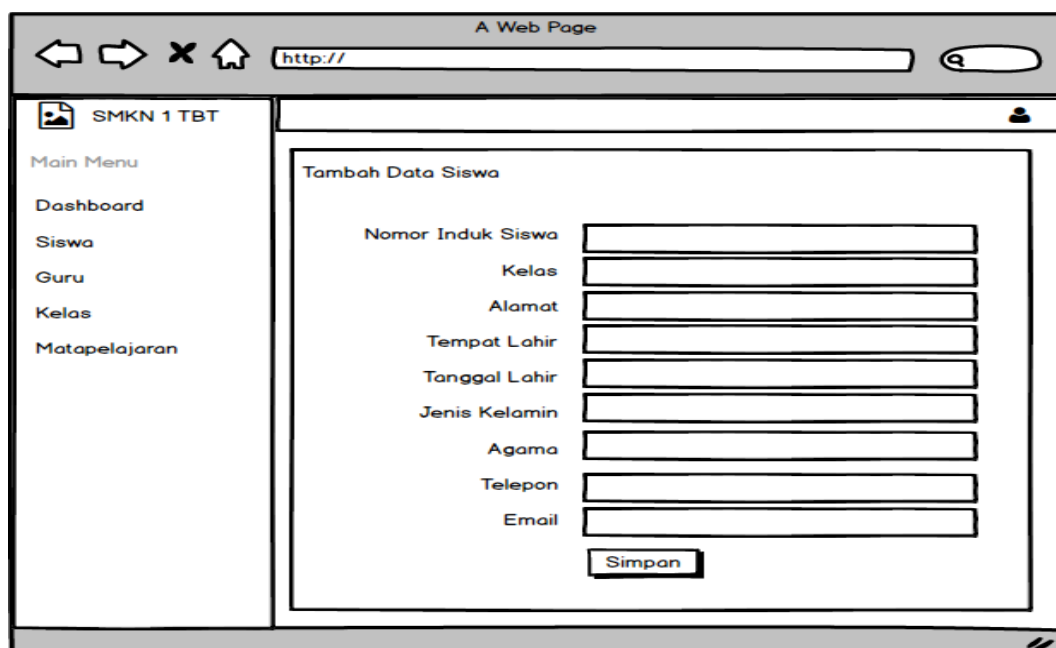 A Web Page
http://
SMKN 1 TBT
Main Menu
Dashboard
Siswa
Guru
Kelas
Matapelajaran
Tambah Data Siswa
Nomor Induk Siswa
Kelas
Alamat
Tempat Lahir
Tanggal Lahir
Jenis Kelamin
Agama
Telepon
Email
Simpan